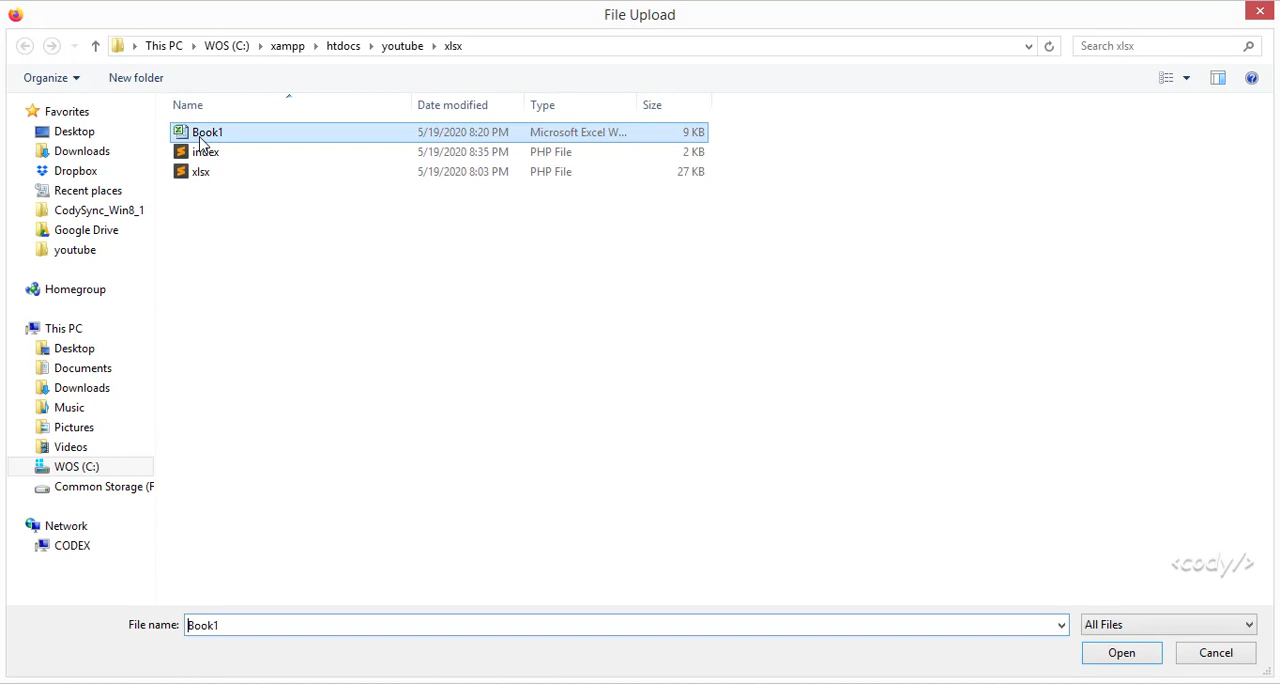 File Upload
This PC WOS (C:) xampp htdocs youtube xlsx
Search xlsx
Organize New folder
Name Date modified Type Size
Favorites
Desktop
Downloads
Dropbox
Recent places
CodySync_Win8_1
Google Drive
youtube
Homegroup
This PC
Desktop
Documents
Downloads
Music
Pictures
Videos
WOS (C:)
Common Storage (F
Network
CODEX
Book1 5/19/2020 8:20 PM Microsoft Excel W... 9 KB
index 5/19/2020 8:35 PM PHP File 2 KB
xlsx 5/19/2020 8:03 PM PHP File 27 KB
<cody/>
File name: Book1 All Files
Open Cancel